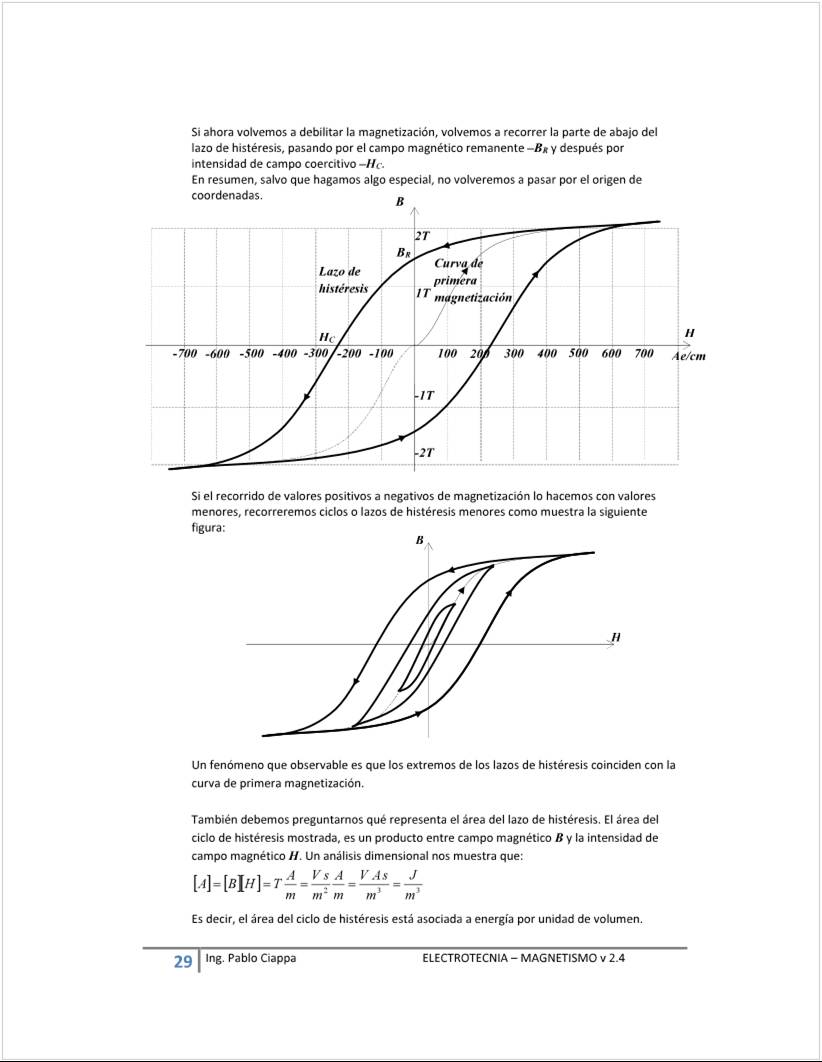 Si ahora volvemos a debilitar la magnetización, volvemos a recorrer la parte de abajo del
lazo de histéresis, pasando por el campo magnético remanente –B_R y después por
intensidad de campo coercitivo –H_C.
En resumen, salvo que hagamos algo especial, no volveremos a pasar por el origen de
coordenadas.
B
2T
B_R
Curva de
primera
magnetización
Lazo de
histéresis
1T
H_C
H
-700 -600 -500 -400 -300 -200 -100 100 200 300 400 500 600 700 Ae/cm
-1T
-2T
Si el recorrido de valores positivos a negativos de magnetización lo hacemos con valores
menores, recorreremos ciclos o lazos de histéresis menores como muestra la siguiente
figura:
B
H
Un fenómeno que observable es que los extremos de los lazos de histéresis coinciden con la
curva de primera magnetización.
También debemos preguntarnos qué representa el área del lazo de histéresis. El área del
ciclo de histéresis mostrada, es un producto entre campo magnético B y la intensidad de
campo magnético H. Un análisis dimensional nos muestra que:
[A]=[B][H]=T A/m = V s/m² A/m = V As/m³ = J/m³
Es decir, el área del ciclo de histéresis está asociada a energía por unidad de volumen.
29 Ing. Pablo Ciappa ELECTROTECNIA – MAGNETISMO v 2.4